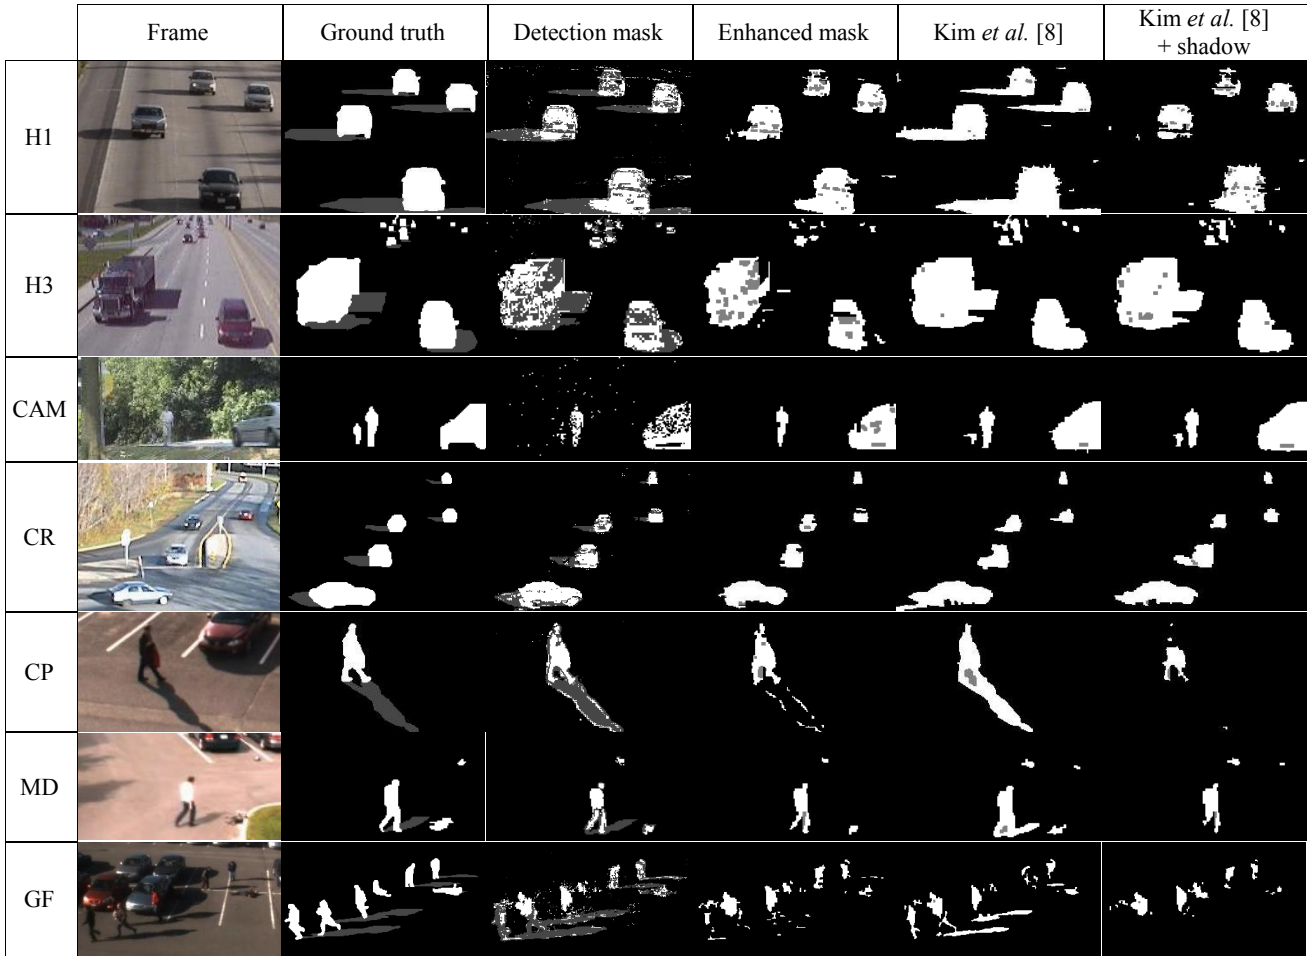 Frame
Ground truth
Detection mask
Enhanced mask
Kim et al. [8]
Kim et al. [8]
+ shadow
H1
H3
CAM
CR
CP
MD
GF